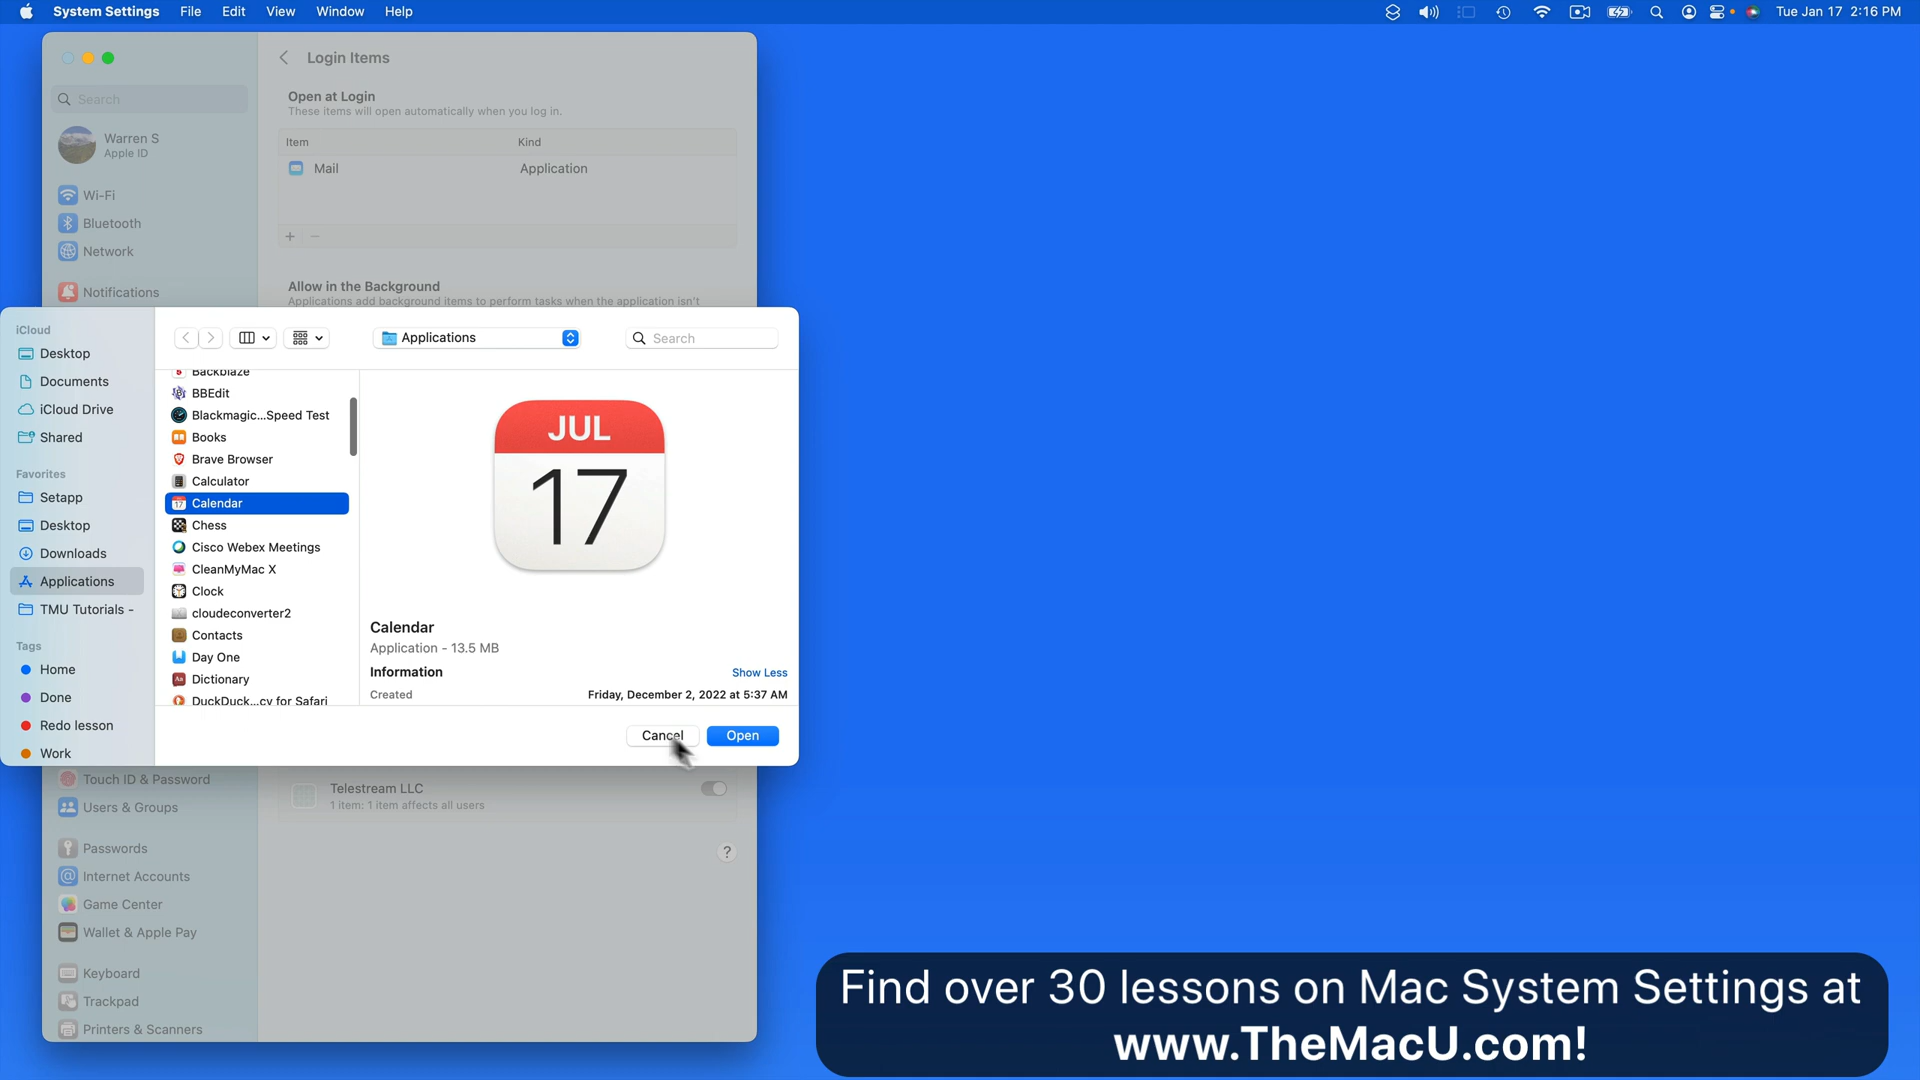 System Settings File Edit View Window Help
Tue Jan 17 2:16 PM
Login Items
Search
Warren S
Apple ID
Wi-Fi
Bluetooth
Network
Notifications
Open at Login
These items will open automatically when you log in.
Item Kind
Mail Application
+ −
Allow in the Background
Applications add background items to perform tasks when the application isn't
iCloud
Desktop
Documents
iCloud Drive
Shared
Favorites
Setapp
Desktop
Downloads
Applications
TMU Tutorials -
Tags
Home
Done
Redo lesson
Work
Applications
Search
Backblaze
BBEdit
Blackmagic...Speed Test
Books
Brave Browser
Calculator
Calendar
Chess
Cisco Webex Meetings
CleanMyMac X
Clock
cloudeconverter2
Contacts
Day One
Dictionary
DuckDuck...cy for Safari
JUL
17
Calendar
Application - 13.5 MB
Information Show Less
Created Friday, December 2, 2022 at 5:37 AM
Cancel Open
Touch ID & Password
Users & Groups
Passwords
Internet Accounts
Game Center
Wallet & Apple Pay
Keyboard
Trackpad
Printers & Scanners
Telestream LLC
1 item: 1 item affects all users
?
Find over 30 lessons on Mac System Settings at
www.TheMacU.com!